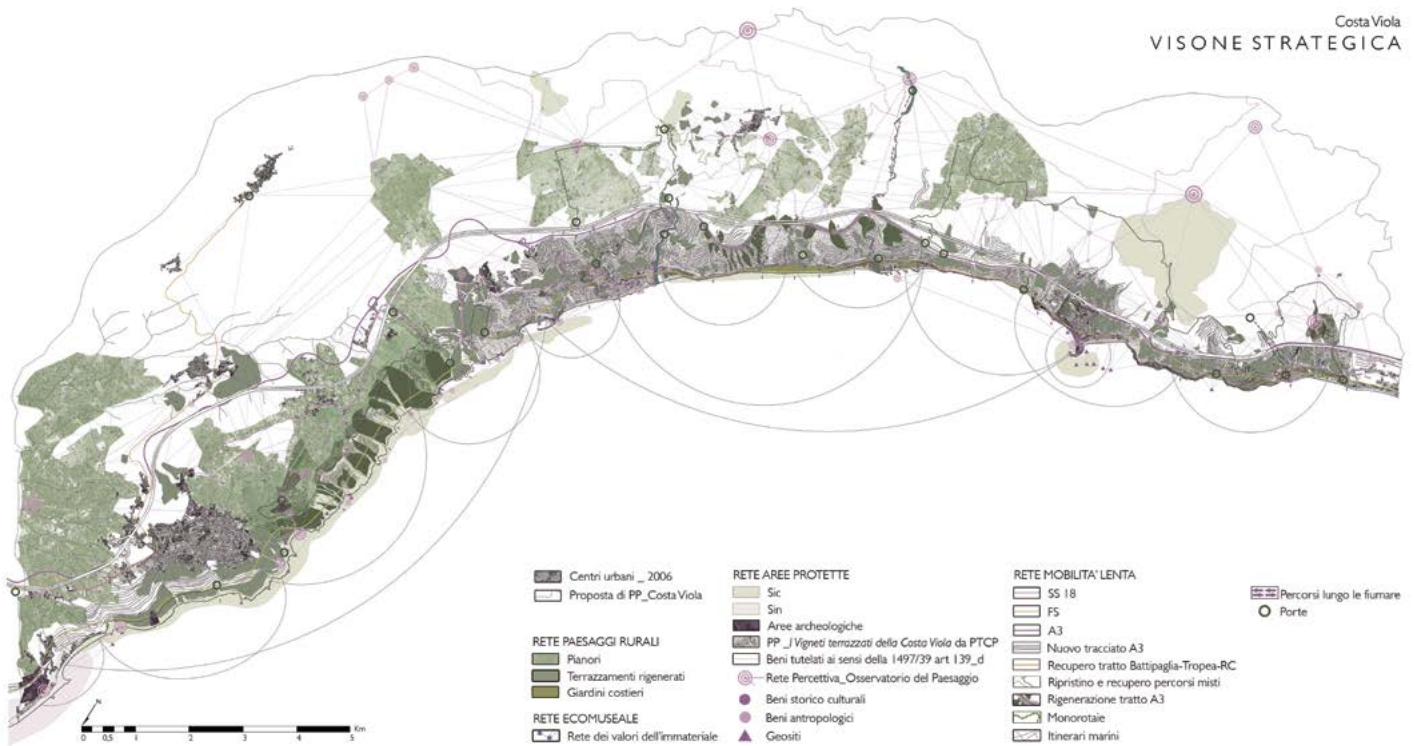 Costa Viola
VISONE STRATEGICA
Centri urbani _ 2006
Proposta di PP_Costa Viola
RETE PAESAGGI RURALI
Pianori
Terrazzamenti rigenerati
Giardini costieri
RETE ECOMUSEALE
Rete dei valori dell'immateriale
RETE AREE PROTETTE
Sic
Sin
Aree archeologiche
PP _I Vigneti terrazzati della Costa Viola da PTCP
Beni tutelati ai sensi della 1497/39 art 139_d
Rete Percettiva_Osservatorio del Paesaggio
Beni storico culturali
Beni antropologici
Geositi
RETE MOBILITA' LENTA
SS 18
FS
A3
Nuovo tracciato A3
Recupero tratto Battipaglia-Tropea-RC
Ripristino e recupero percorsi misti
Rigenerazione tratto A3
Monorotaie
Itinerari marini
Percorsi lungo le fiumare
Porte
N
Km
0 0,5 1 2 3 4 5